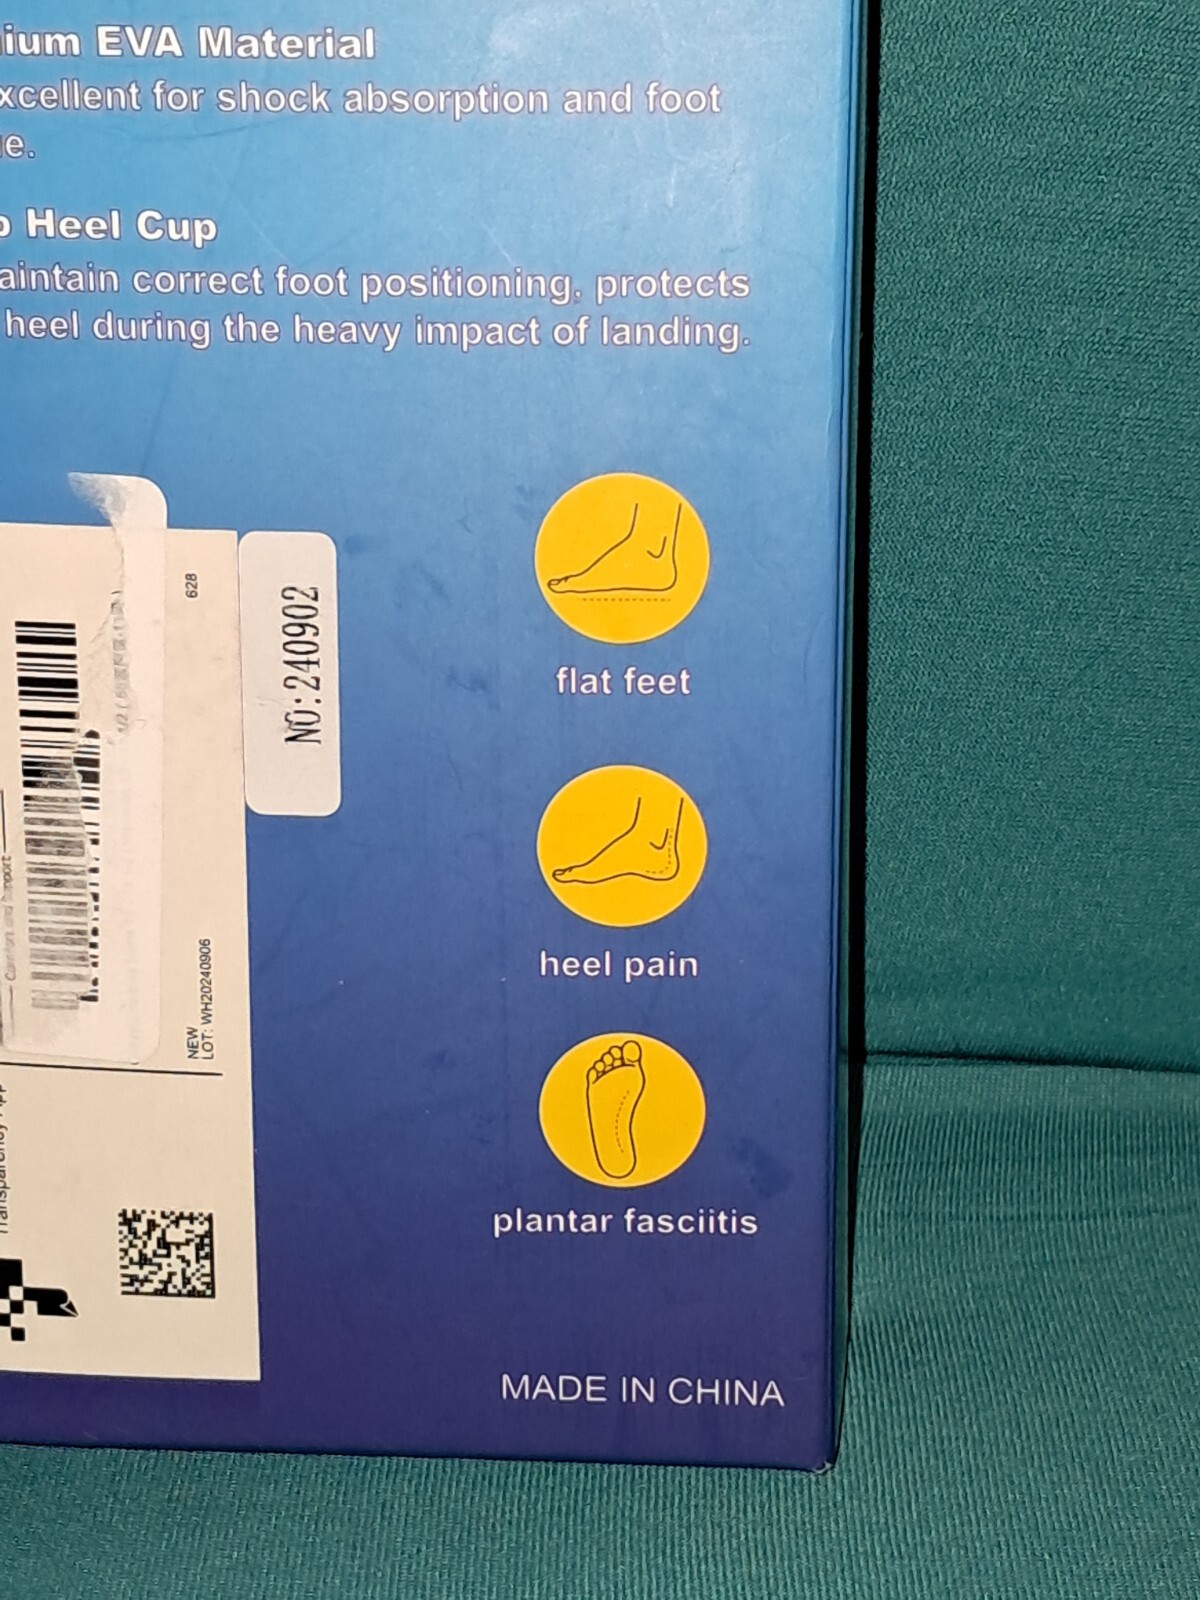 ium EVA Material
xcellent for shock absorption and foot
e.
Heel Cup
aintain correct foot positioning, protects
heel during the heavy impact of landing.
628
NO:240902
flat feet
heel pain
NEW
LOT: WH20240906
plantar fasciitis
MADE IN CHINA